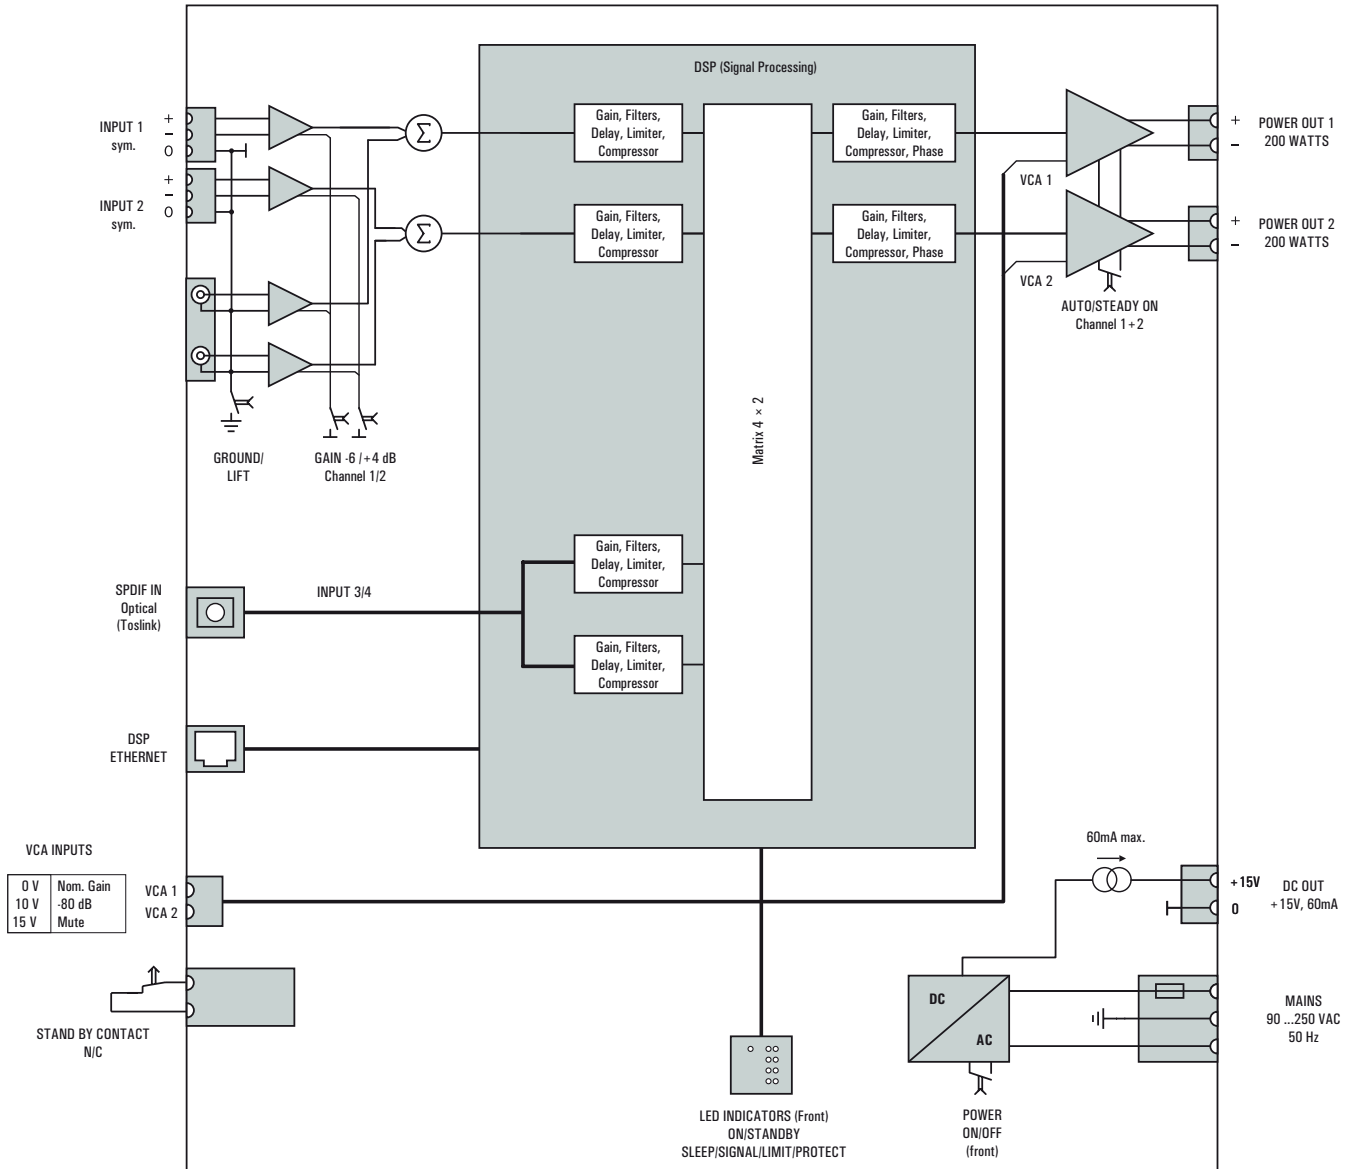 DSP (Signal Processing)
INPUT 1
sym.
+
–
0
INPUT 2
sym.
+
–
0
Σ
Σ
Gain, Filters,
Delay, Limiter,
Compressor
Gain, Filters,
Delay, Limiter,
Compressor
Matrix 4 × 2
Gain, Filters,
Delay, Limiter,
Compressor, Phase
Gain, Filters,
Delay, Limiter,
Compressor, Phase
VCA 1
VCA 2
+
–
POWER OUT 1
200 WATTS
+
–
POWER OUT 2
200 WATTS
AUTO/STEADY ON
Channel 1+2
GROUND/
LIFT
GAIN -6 /+4 dB
Channel 1/2
Gain, Filters,
Delay, Limiter,
Compressor
Gain, Filters,
Delay, Limiter,
Compressor
SPDIF IN
Optical
(Toslink)
INPUT 3/4
DSP
ETHERNET
VCA INPUTS
0 V Nom. Gain
10 V -80 dB
15 V Mute
VCA 1
VCA 2
60mA max.
+15V
0
DC OUT
+15V, 60mA
STAND BY CONTACT
N/C
DC
AC
MAINS
90 ...250 VAC
50 Hz
LED INDICATORS (Front)
ON/STANDBY
SLEEP/SIGNAL/LIMIT/PROTECT
POWER
ON/OFF
(front)